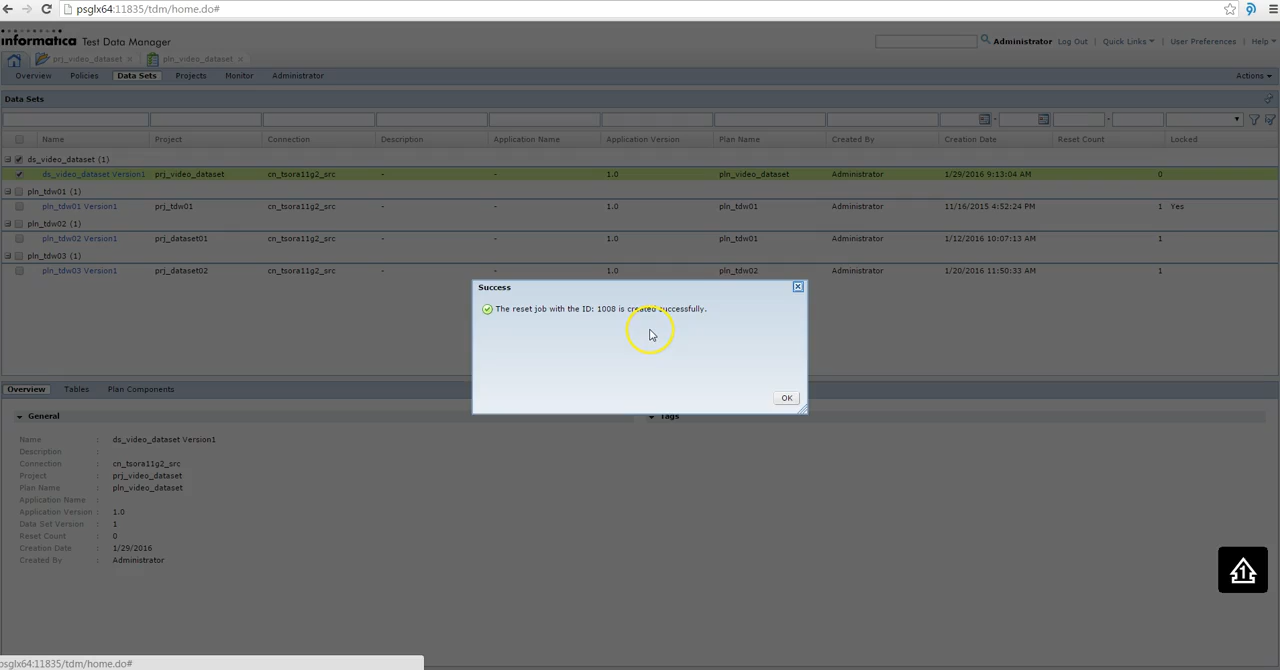 psglx64:11835/tdm/home.do#
informatica Test Data Manager
Administrator Log Out Quick Links User Preferences Help
prj_video_dataset pln_video_dataset
Overview Policies Data Sets Projects Monitor Administrator Actions
Data Sets
Name Project Connection Description Application Name Application Version Plan Name Created By Creation Date Reset Count Locked
ds_video_dataset (1)
ds_video_dataset Version1 prj_video_dataset cn_tsora11g2_src - - 1.0 pln_video_dataset Administrator 1/29/2016 9:13:04 AM 0
pln_tdw01 (1)
pln_tdw01 Version1 prj_tdw01 cn_tsora11g2_src - - 1.0 pln_tdw01 Administrator 11/16/2015 4:52:24 PM 1 Yes
pln_tdw02 (1)
pln_tdw02 Version1 prj_dataset01 cn_tsora11g2_src - - 1.0 pln_tdw01 Administrator 1/12/2016 10:07:13 AM 1
pln_tdw03 (1)
pln_tdw03 Version1 prj_dataset02 cn_tsora11g2_src - - 1.0 pln_tdw02 Administrator 1/20/2016 11:50:33 AM 1
Success
The reset job with the ID: 1008 is created successfully.
OK
Overview Tables Plan Components
General
Tags
Name : ds_video_dataset Version1
Description :
Connection : cn_tsora11g2_src
Project : prj_video_dataset
Plan Name : pln_video_dataset
Application Name :
Application Version : 1.0
Data Set Version : 1
Reset Count : 0
Creation Date : 1/29/2016
Created By : Administrator
1
psglx64:11835/tdm/home.do#